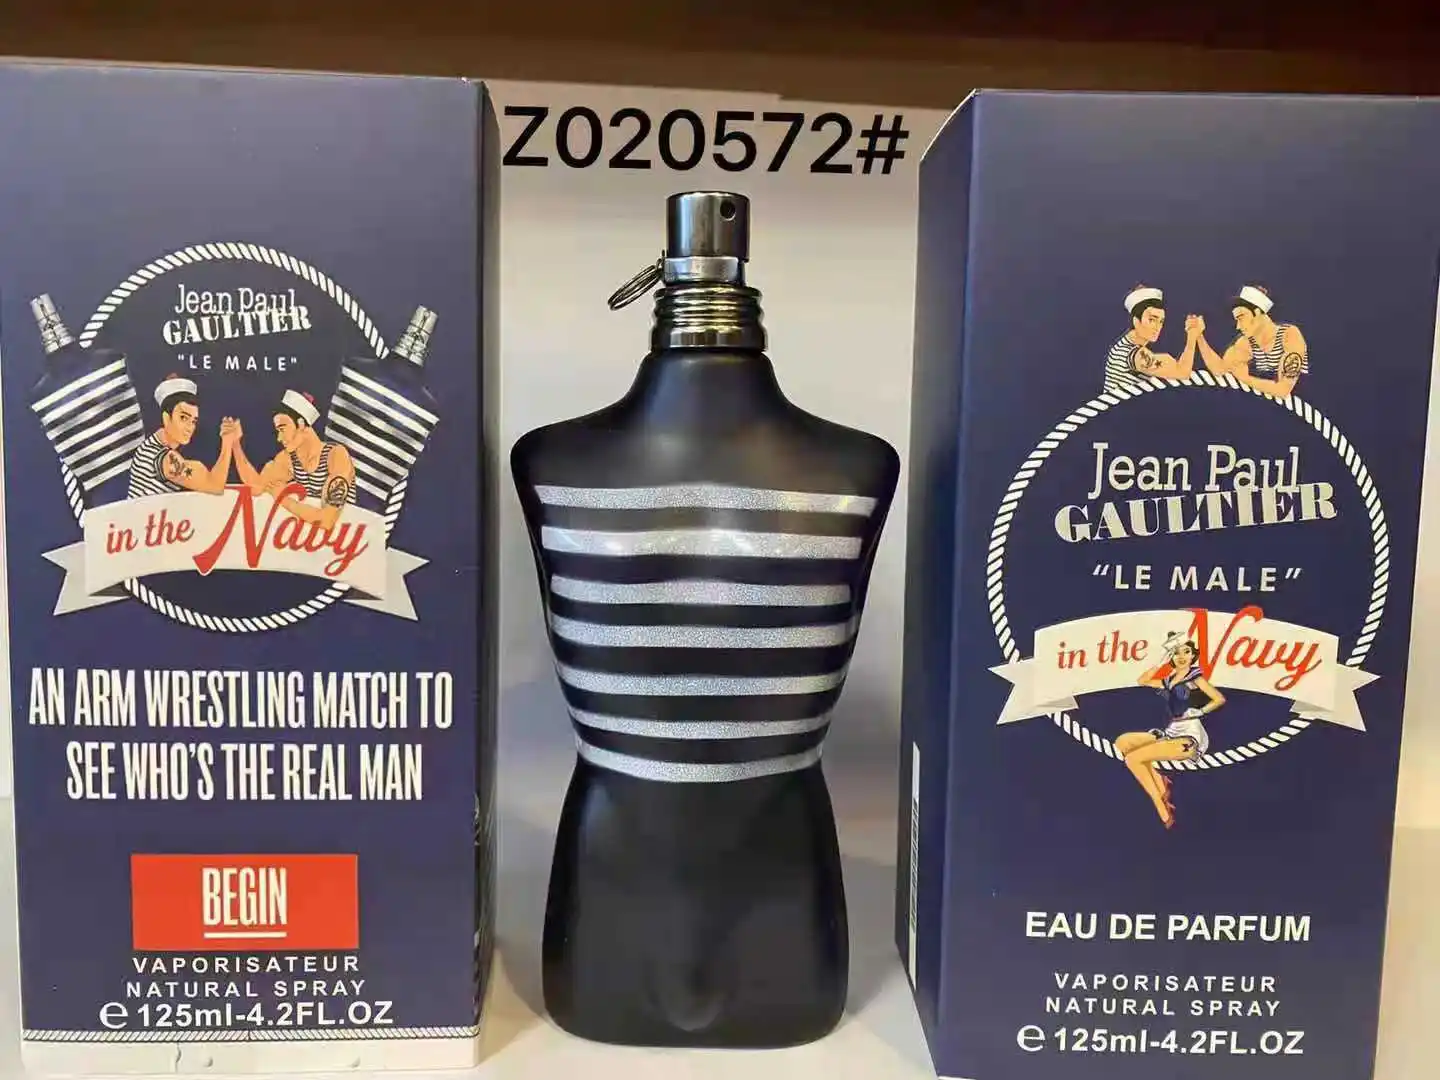 Z020572#
Jean Paul
GAULTIER
"LE MALE"
in the Navy
AN ARM WRESTLING MATCH TO
SEE WHO'S THE REAL MAN
BEGIN
VAPORISATEUR
NATURAL SPRAY
℮ 125ml-4.2FL.OZ
Jean Paul
GAULTIER
"LE MALE"
in the Navy
EAU DE PARFUM
VAPORISATEUR
NATURAL SPRAY
℮ 125ml-4.2FL.OZ